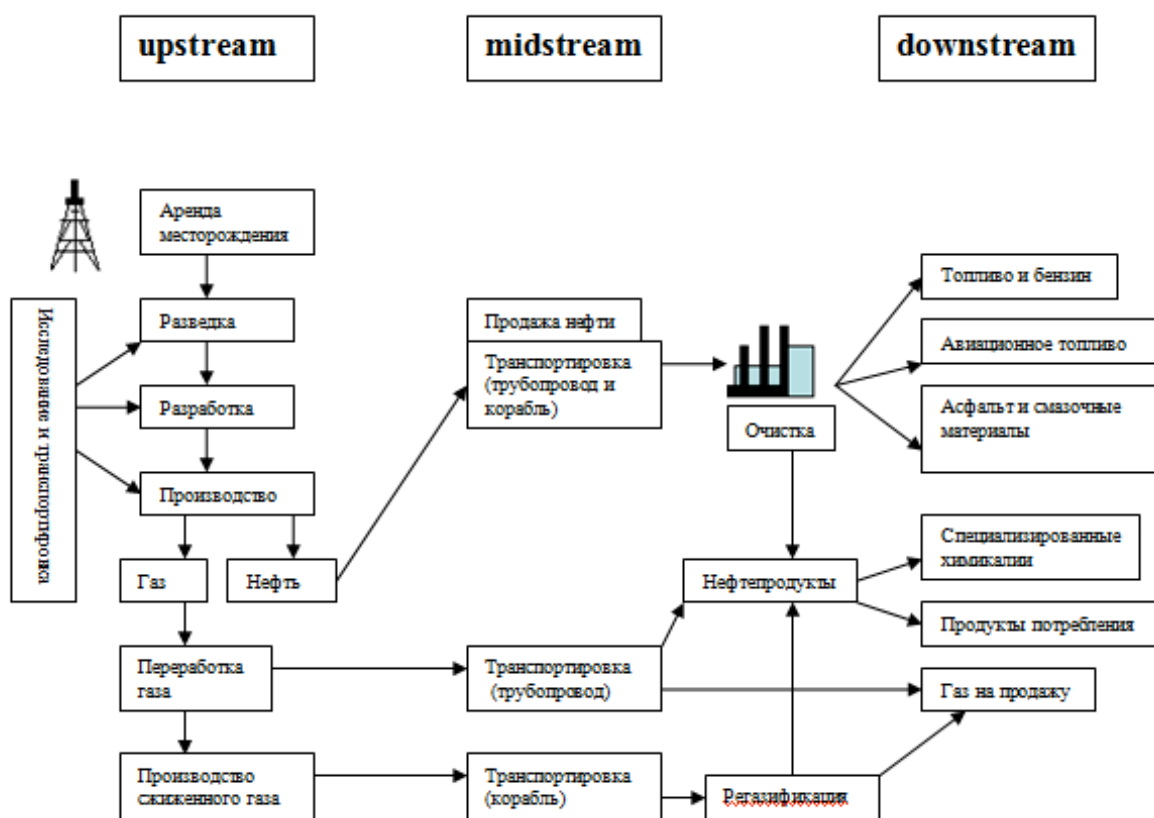 upstream
midstream
downstream
Аренда
месторождения
Исследование и транспортировка
Разведка
Разработка
Производство
Газ
Нефть
Переработка
газа
Производство
сжиженного газа
Продажа нефти
Транспортировка
(трубопровод и
корабль)
Очистка
Нефтепродукты
Транспортировка
(трубопровод)
Транспортировка
(корабль)
Регазификация
Топливо и бензин
Авиационное топливо
Асфальт и смазочные
материалы
Специализированные
химикалии
Продукты потребления
Газ на продажу